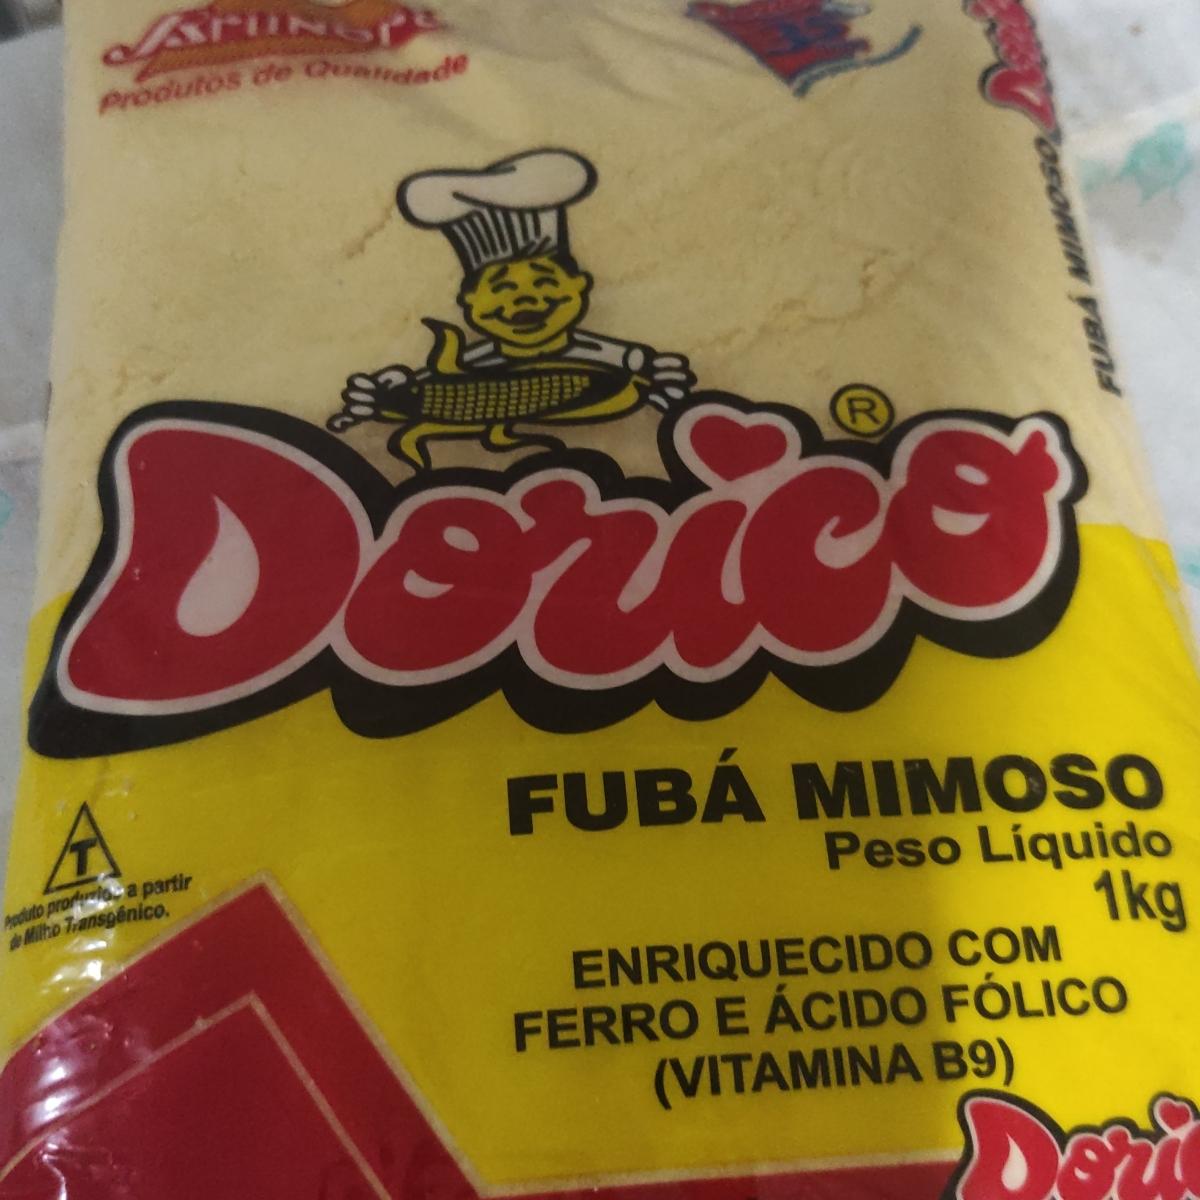 Produtos de Qualidade
Dorico
FUBÁ MIMOSO
R
Dorico
FUBÁ MIMOSO
Peso Líquido
1kg
T
Produto produzido a partir
de Milho Transgênico.
ENRIQUECIDO COM
FERRO E ÁCIDO FÓLICO
(VITAMINA B9)